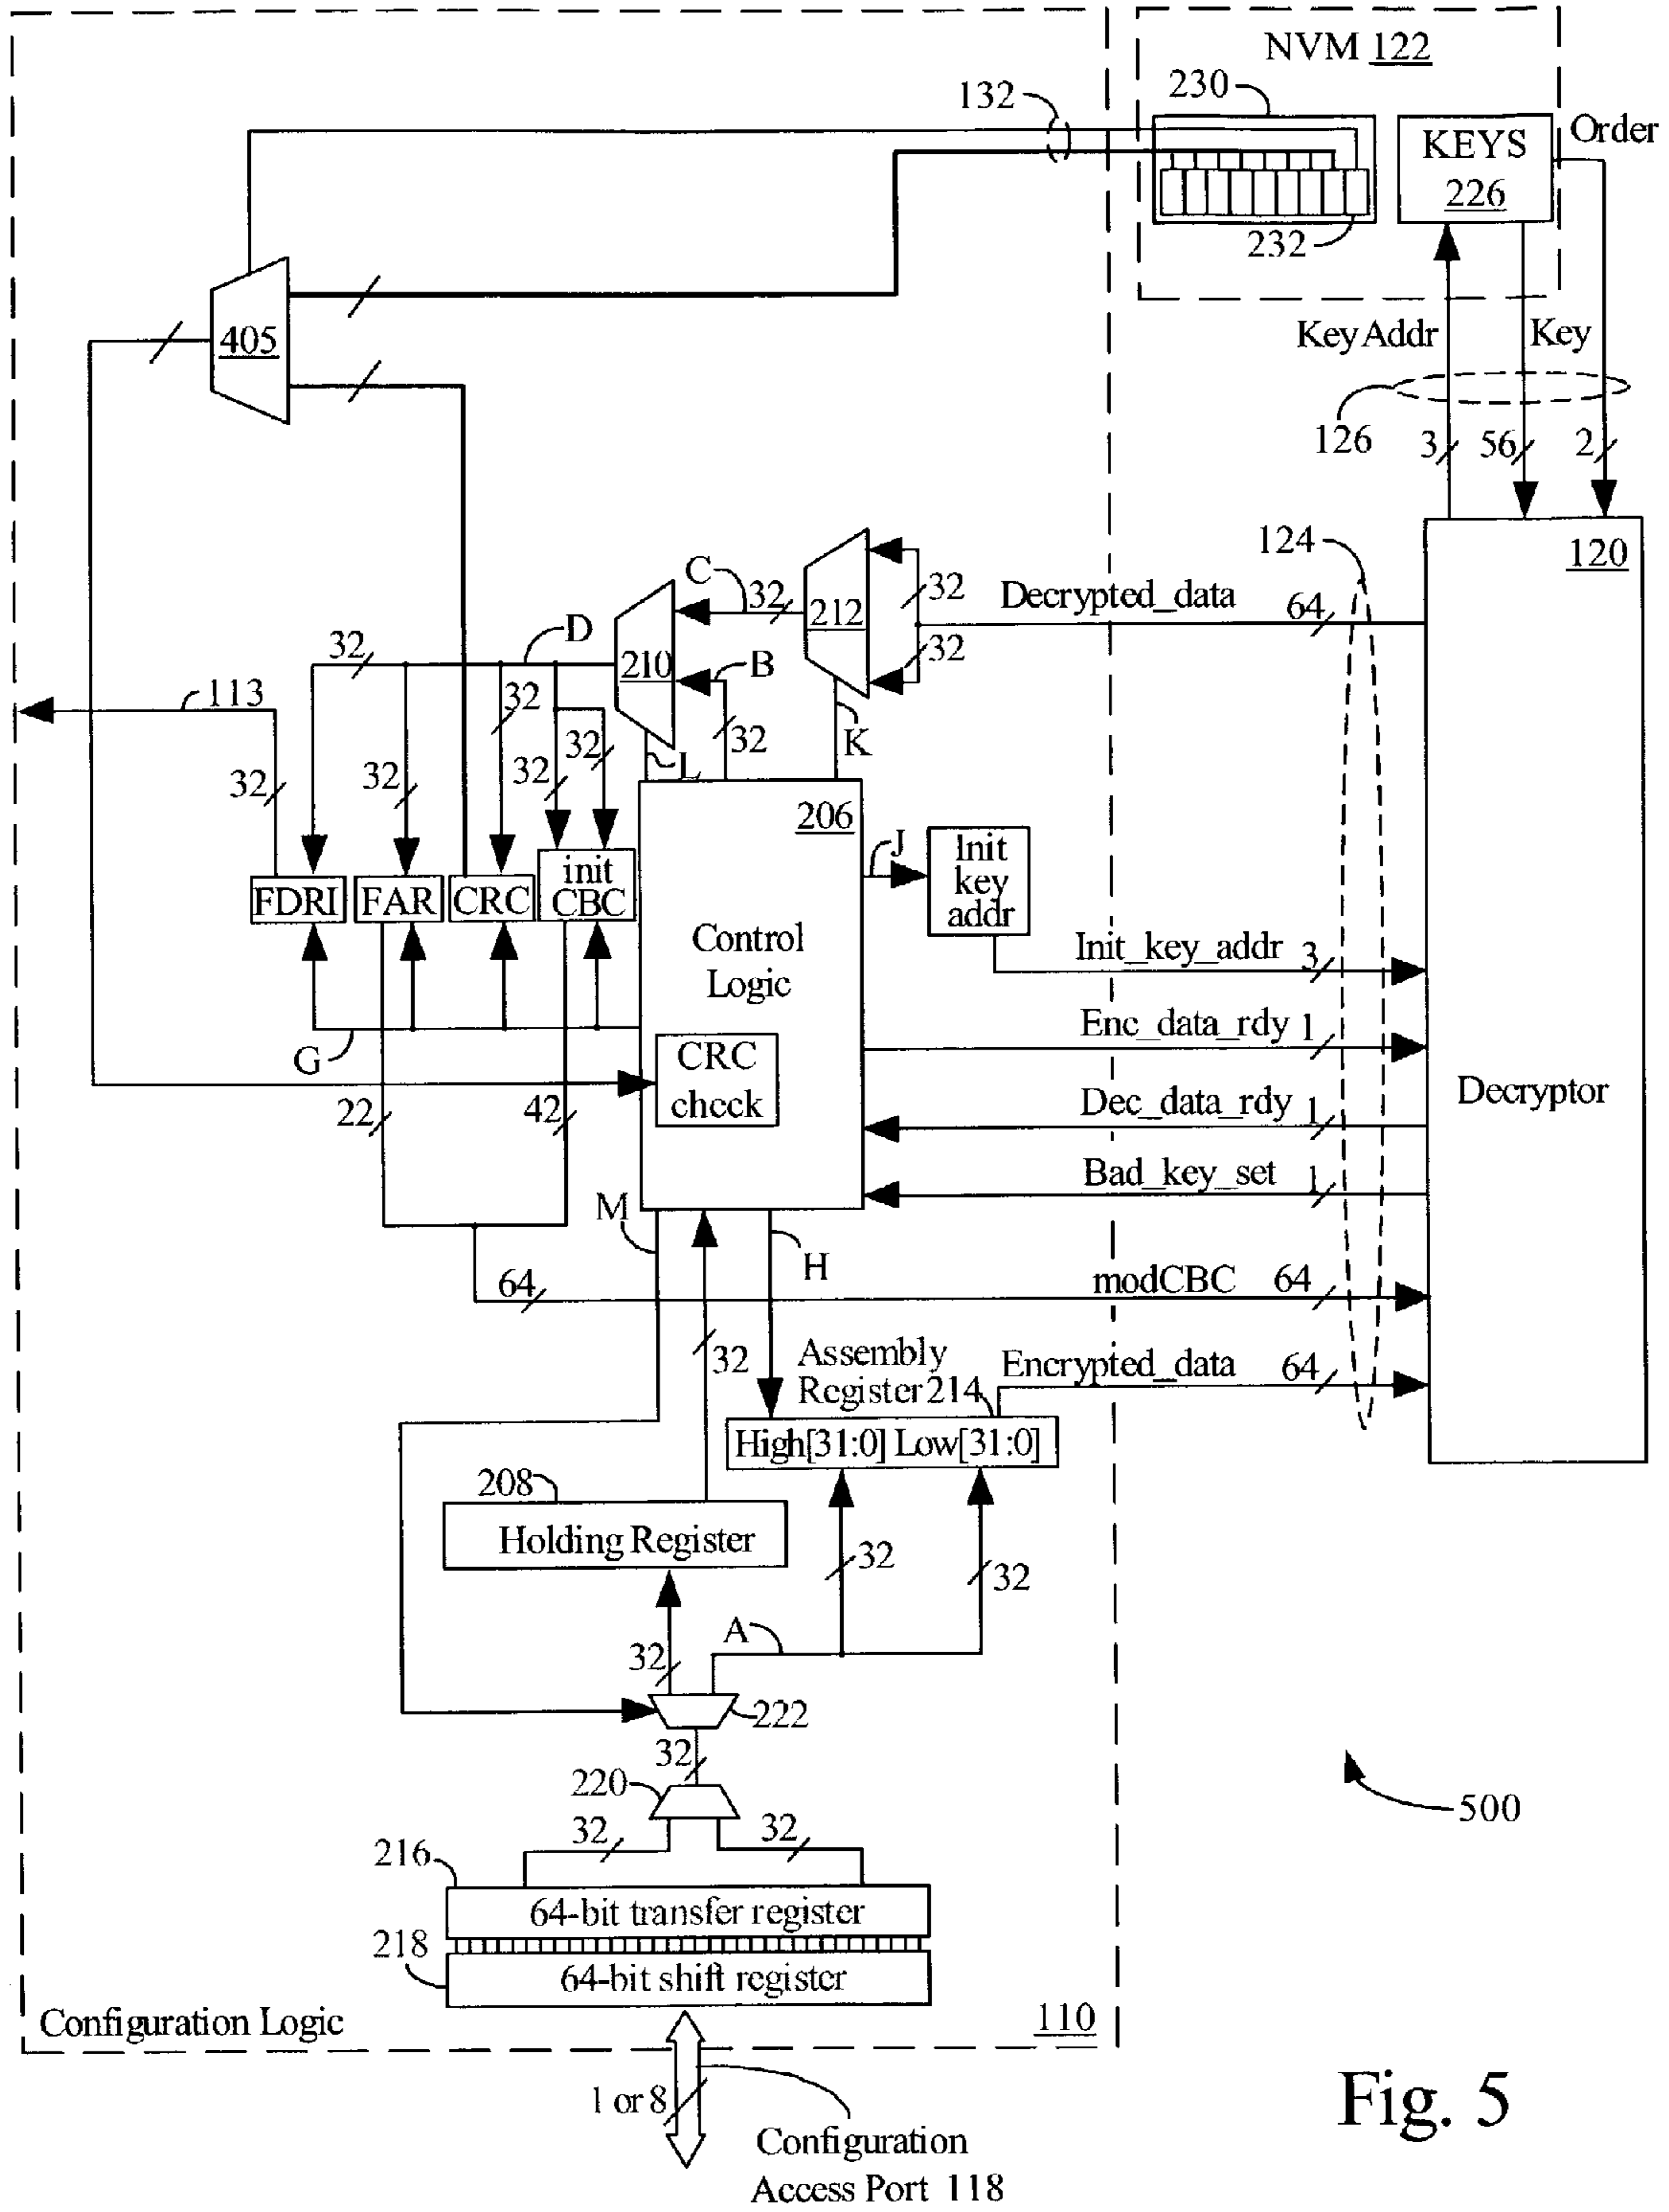 NVM 122
132
230
Order
KEYS
226
232
405
KeyAddr
Key
126
3
56
2
124
120
C
32
212
32
Decrypted_data
64
D
32
210
B
32
113
32
32
K
L
32
32
32
32
32
206
J
Init
key
addr
init
CBC
FDRI
FAR
CRC
Control
Logic
Init_key_addr
3
G
CRC
check
Enc_data_rdy
1
22
42
Dec_data_rdy
1
Decryptor
Bad_key_set
1
M
H
64
modCBC
64
32
Assembly
Register 214
Encrypted_data
64
High[31:0] Low[31:0]
208
Holding Register
32
32
A
32
222
32
220
500
32
32
216
64-bit transfer register
218
64-bit shift register
Configuration Logic
110
1 or 8
Configuration
Access Port 118
Fig. 5